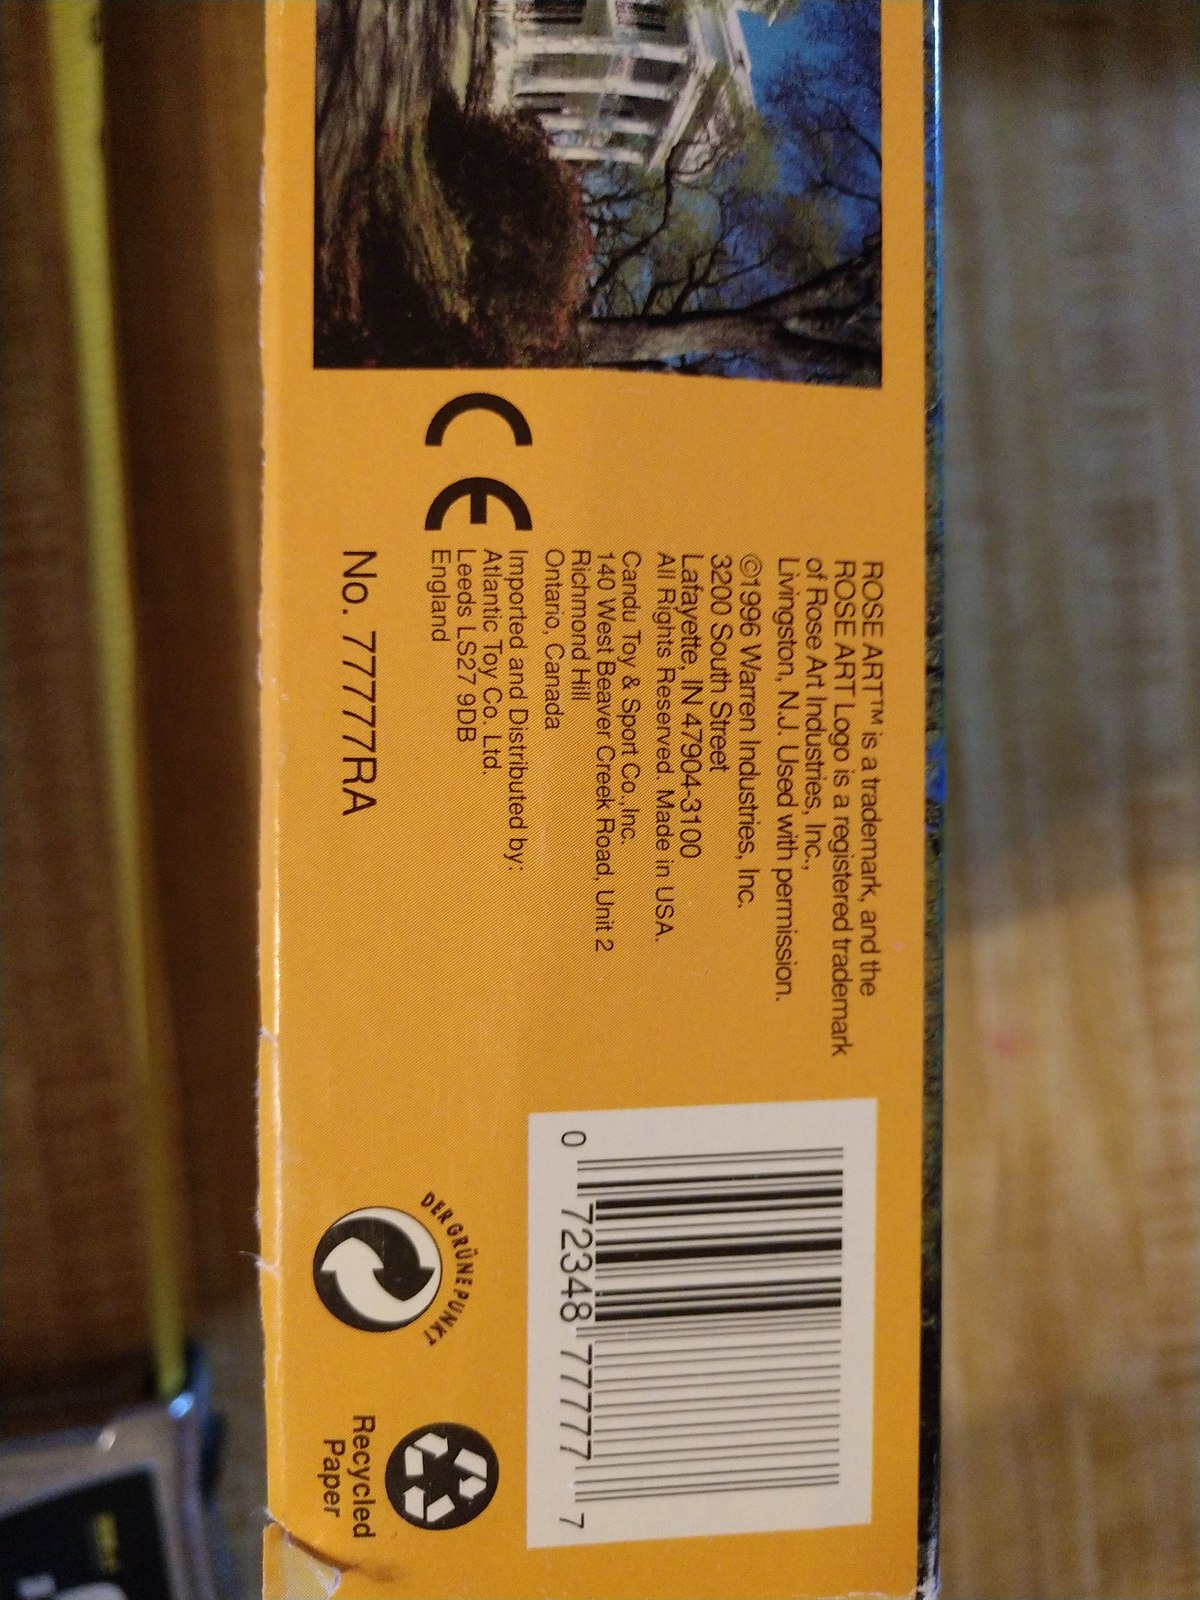 ROSE ART™ is a trademark, and the
ROSE ART Logo is a registered trademark
of Rose Art Industries, Inc.,
Livingston, N.J. Used with permission.
©1996 Warren Industries, Inc.
3200 South Street
Lafayette, IN 47904-3100
All Rights Reserved. Made in USA.
Candu Toy & Sport Co., Inc.
140 West Beaver Creek Road, Unit 2
Richmond Hill
Ontario, Canada
CE
Imported and Distributed by:
Atlantic Toy Co. Ltd.
Leeds LS27 9DB
England
No. 77777RA
0 72348 77777 7
DER GRÜNE PUNKT
Recycled
Paper